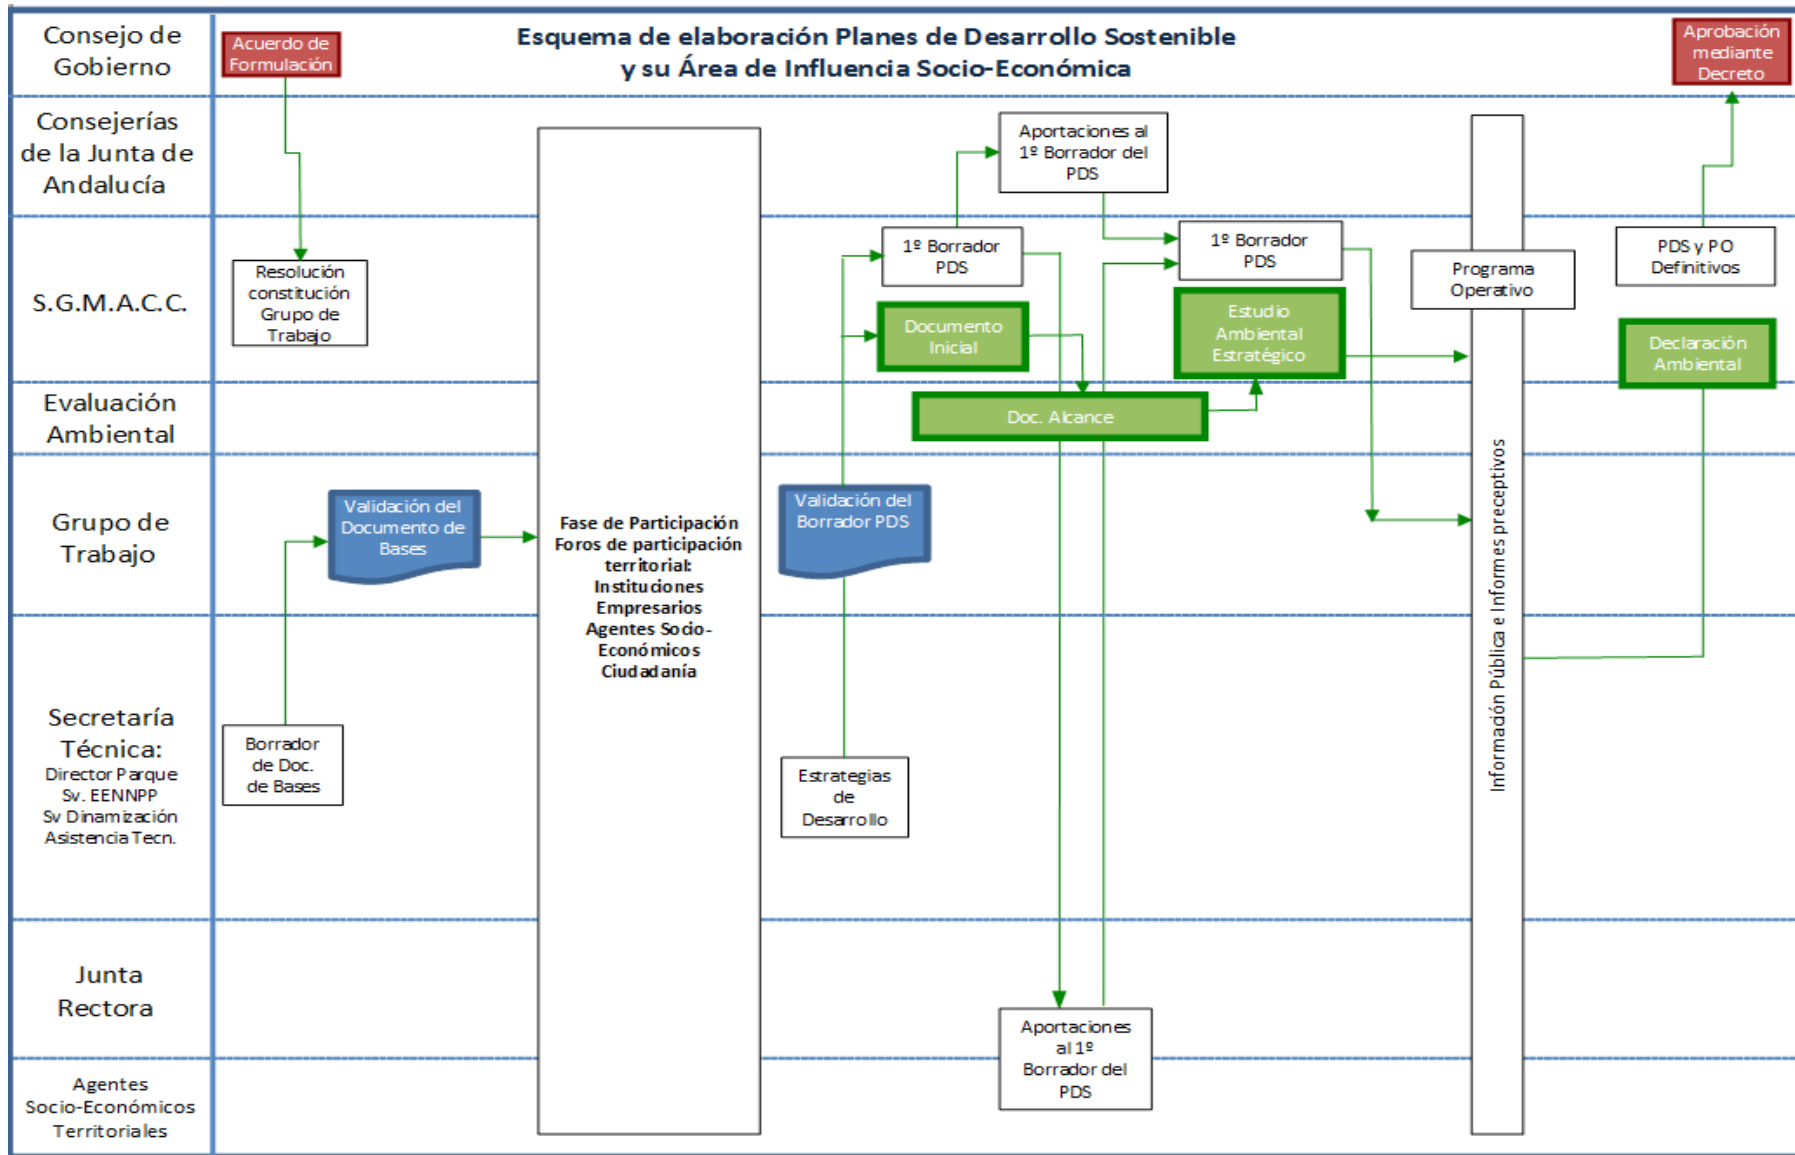 Esquema de elaboración Planes de Desarrollo Sostenible
y su Área de Influencia Socio-Económica
Consejo de
Gobierno
Acuerdo de
Formulación
Aprobación
mediante
Decreto
Consejerías
de la Junta de
Andalucía
Aportaciones al
1º Borrador del
PDS
S.G.M.A.C.C.
Resolución
constitución
Grupo de
Trabajo
1º Borrador
PDS
Documento
Inicial
1º Borrador
PDS
Estudio
Ambiental
Estratégico
Programa
Operativo
PDS y PO
Definitivos
Declaración
Ambiental
Evaluación
Ambiental
Doc. Alcance
Grupo de
Trabajo
Validación del
Documento de
Bases
Fase de Participación
Foros de participación
territorial:
Instituciones
Empresarios
Agentes Socio-
Económicos
Ciudadanía
Validación del
Borrador PDS
Información Pública e Informes preceptivos
Secretaría
Técnica:
Director Parque
Sv. EENNPP
Sv Dinamización
Asistencia Tecn.
Borrador
de Doc.
de Bases
Estrategias
de
Desarrollo
Junta
Rectora
Aportaciones
al 1º
Borrador del
PDS
Agentes
Socio-Económicos
Territoriales